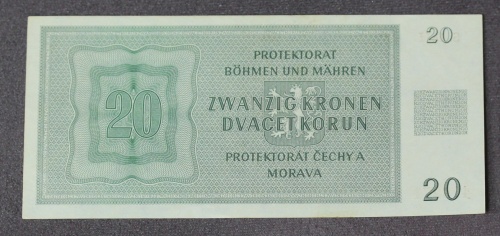 20
PROTEKTORAT
BÖHMEN UND MÄHREN
20
ZWANZIG KRONEN
DVACET KORUN
PROTEKTORÁT ČECHY A
MORAVA
20